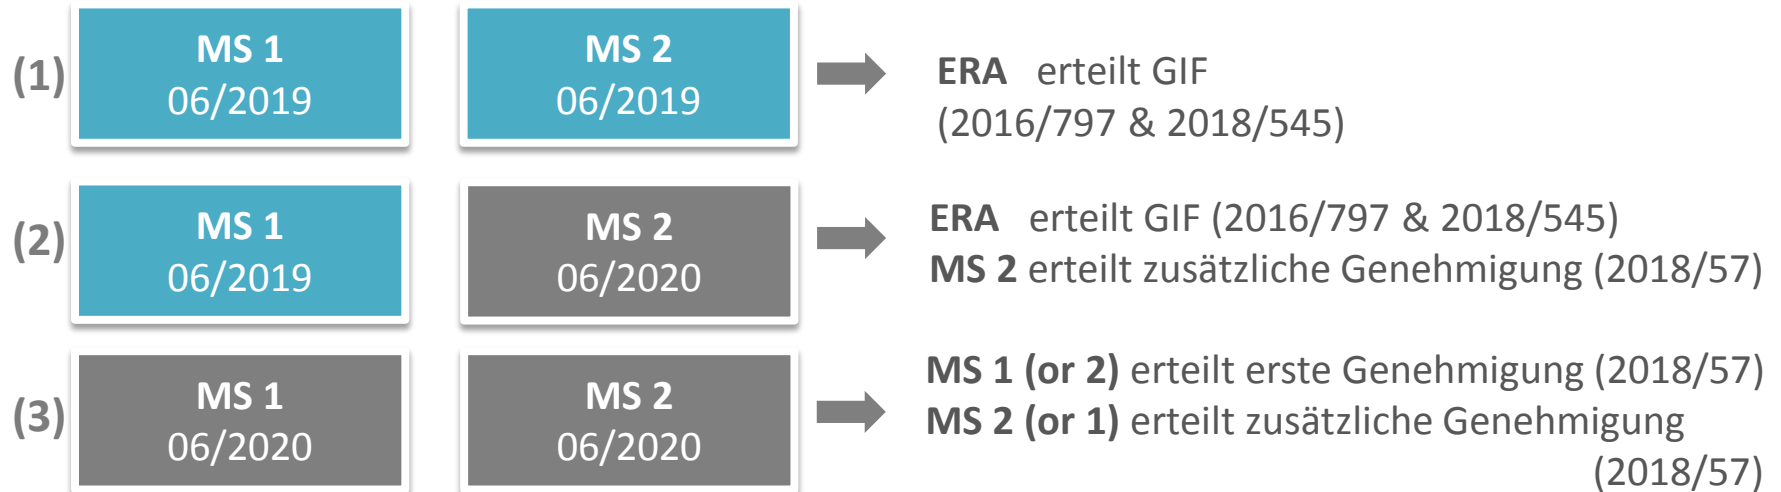 (1)
MS 1
06/2019
MS 2
06/2019
ERA erteilt GIF
(2016/797 & 2018/545)
(2)
MS 1
06/2019
MS 2
06/2020
ERA erteilt GIF (2016/797 & 2018/545)
MS 2 erteilt zusätzliche Genehmigung (2018/57)
(3)
MS 1
06/2020
MS 2
06/2020
MS 1 (or 2) erteilt erste Genehmigung (2018/57)
MS 2 (or 1) erteilt zusätzliche Genehmigung
(2018/57)